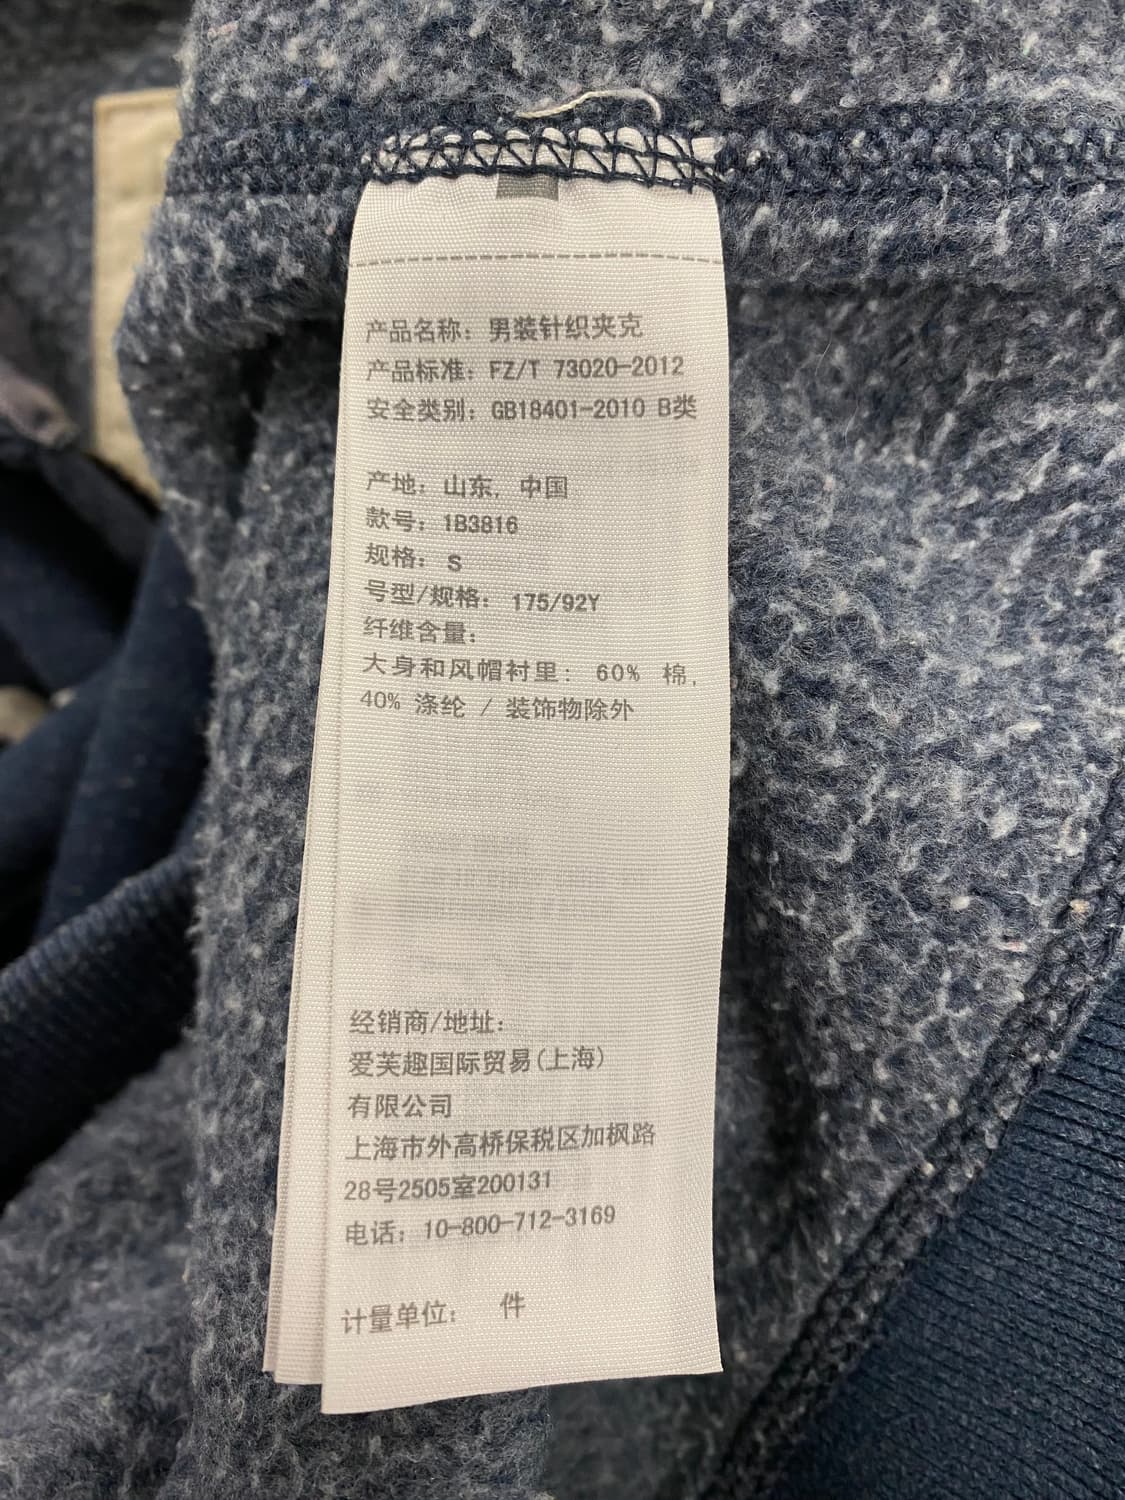 产品名称：男装针织夹克
产品标准：FZ/T 73020-2012
安全类别：GB18401-2010 B类
产地：山东，中国
款号：1B3816
规格：S
号型/规格：175/92Y
纤维含量：
大身和风帽衬里：60% 棉，
40% 涤纶 / 装饰物除外
经销商/地址：
爱芙趣国际贸易(上海)
有限公司
上海市外高桥保税区加枫路
28号2505室200131
电话：10-800-712-3169
计量单位： 件